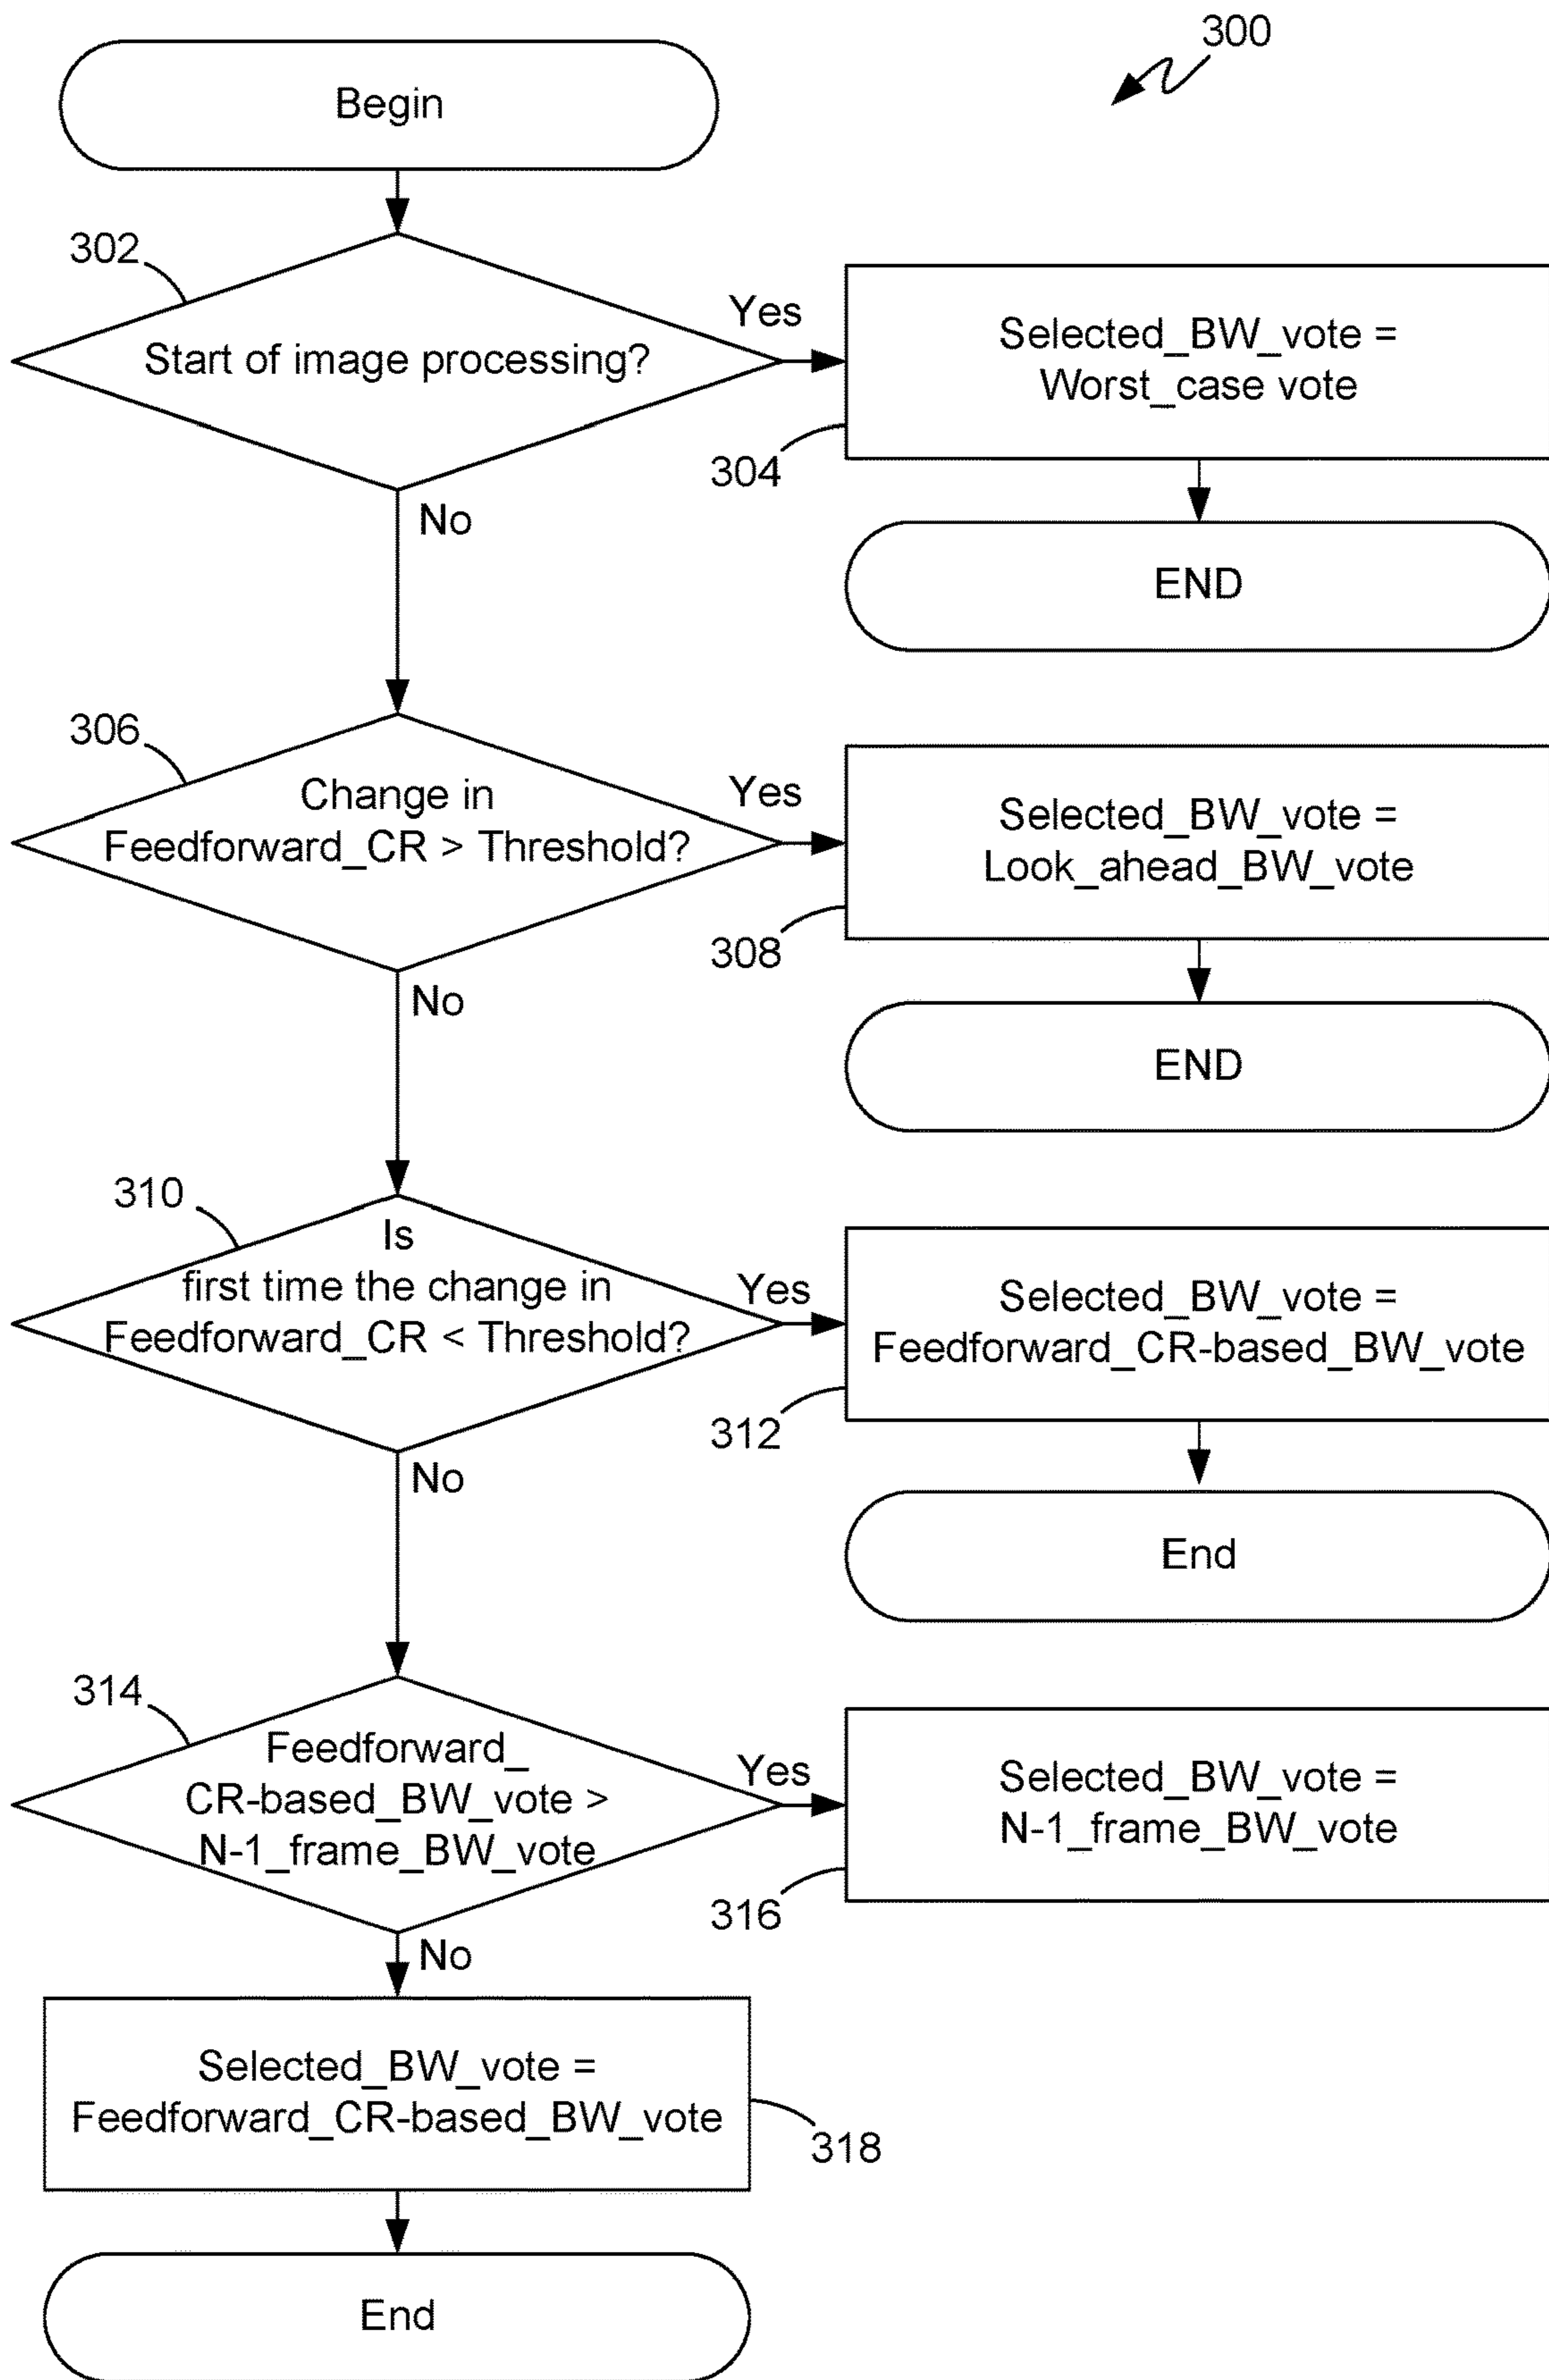 300
Begin
302
Start of image processing?
Yes
Selected_BW_vote =
Worst_case vote
304
No
END
306
Change in
Feedforward_CR > Threshold?
Yes
Selected_BW_vote =
Look_ahead_BW_vote
308
No
END
310
Is
first time the change in
Feedforward_CR < Threshold?
Yes
Selected_BW_vote =
Feedforward_CR-based_BW_vote
312
No
End
314
Feedforward_
CR-based_BW_vote >
N-1_frame_BW_vote
Yes
Selected_BW_vote =
N-1_frame_BW_vote
316
No
Selected_BW_vote =
Feedforward_CR-based_BW_vote
318
End